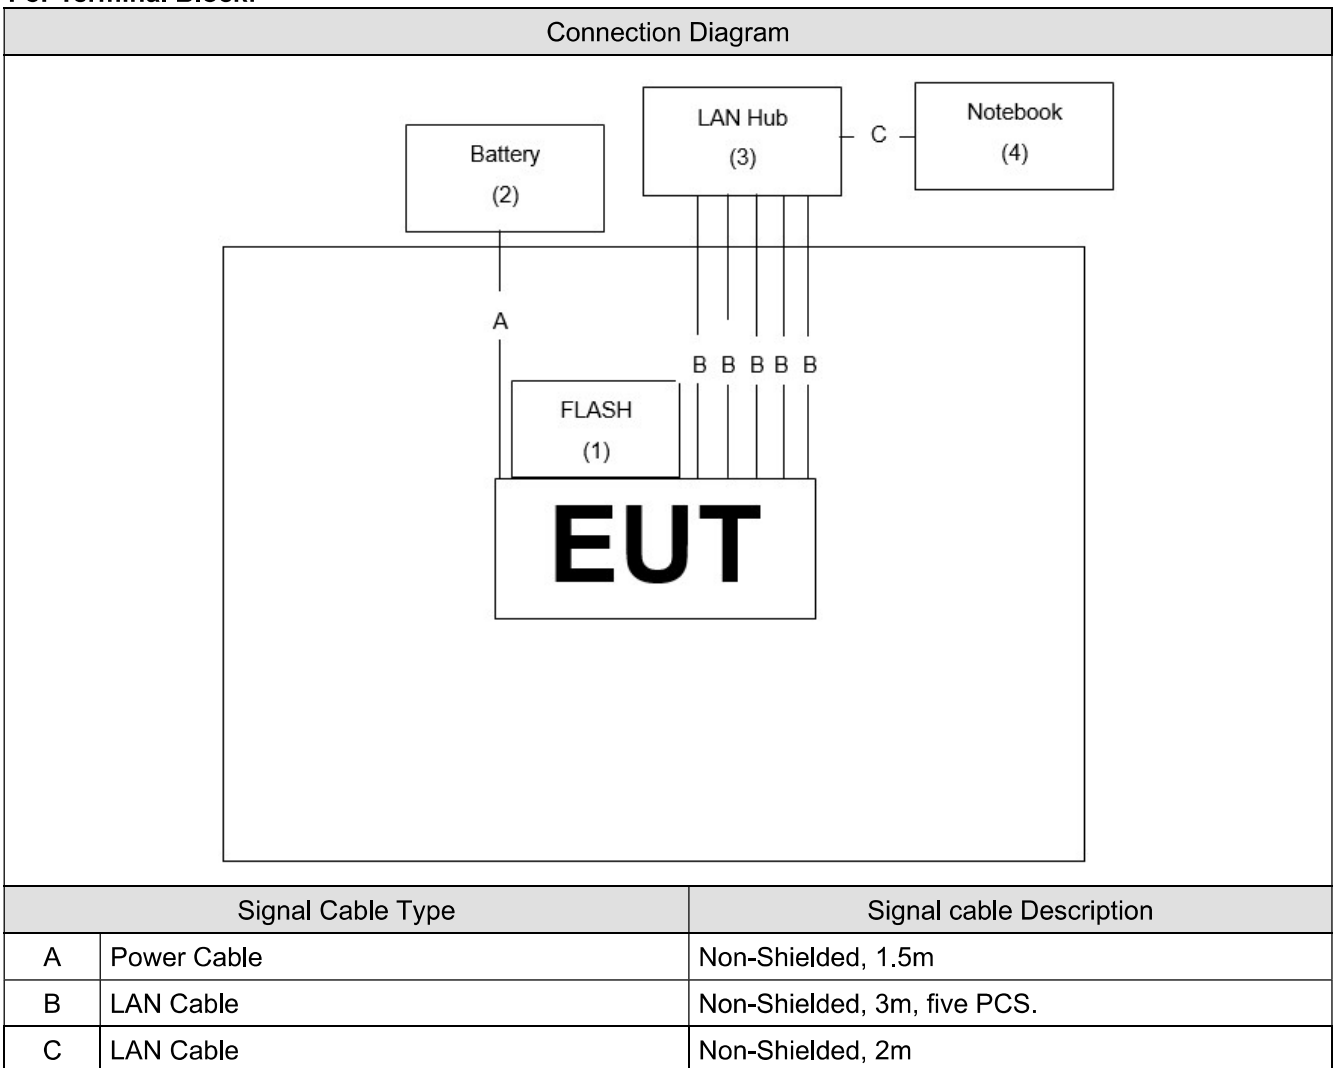 Connection Diagram
LAN Hub
(3)
C
Notebook
(4)
Battery
(2)
A
B B B B B
FLASH
(1)
EUT
Signal Cable Type Signal cable Description
A Power Cable Non-Shielded, 1.5m
B LAN Cable Non-Shielded, 3m, five PCS.
C LAN Cable Non-Shielded, 2m